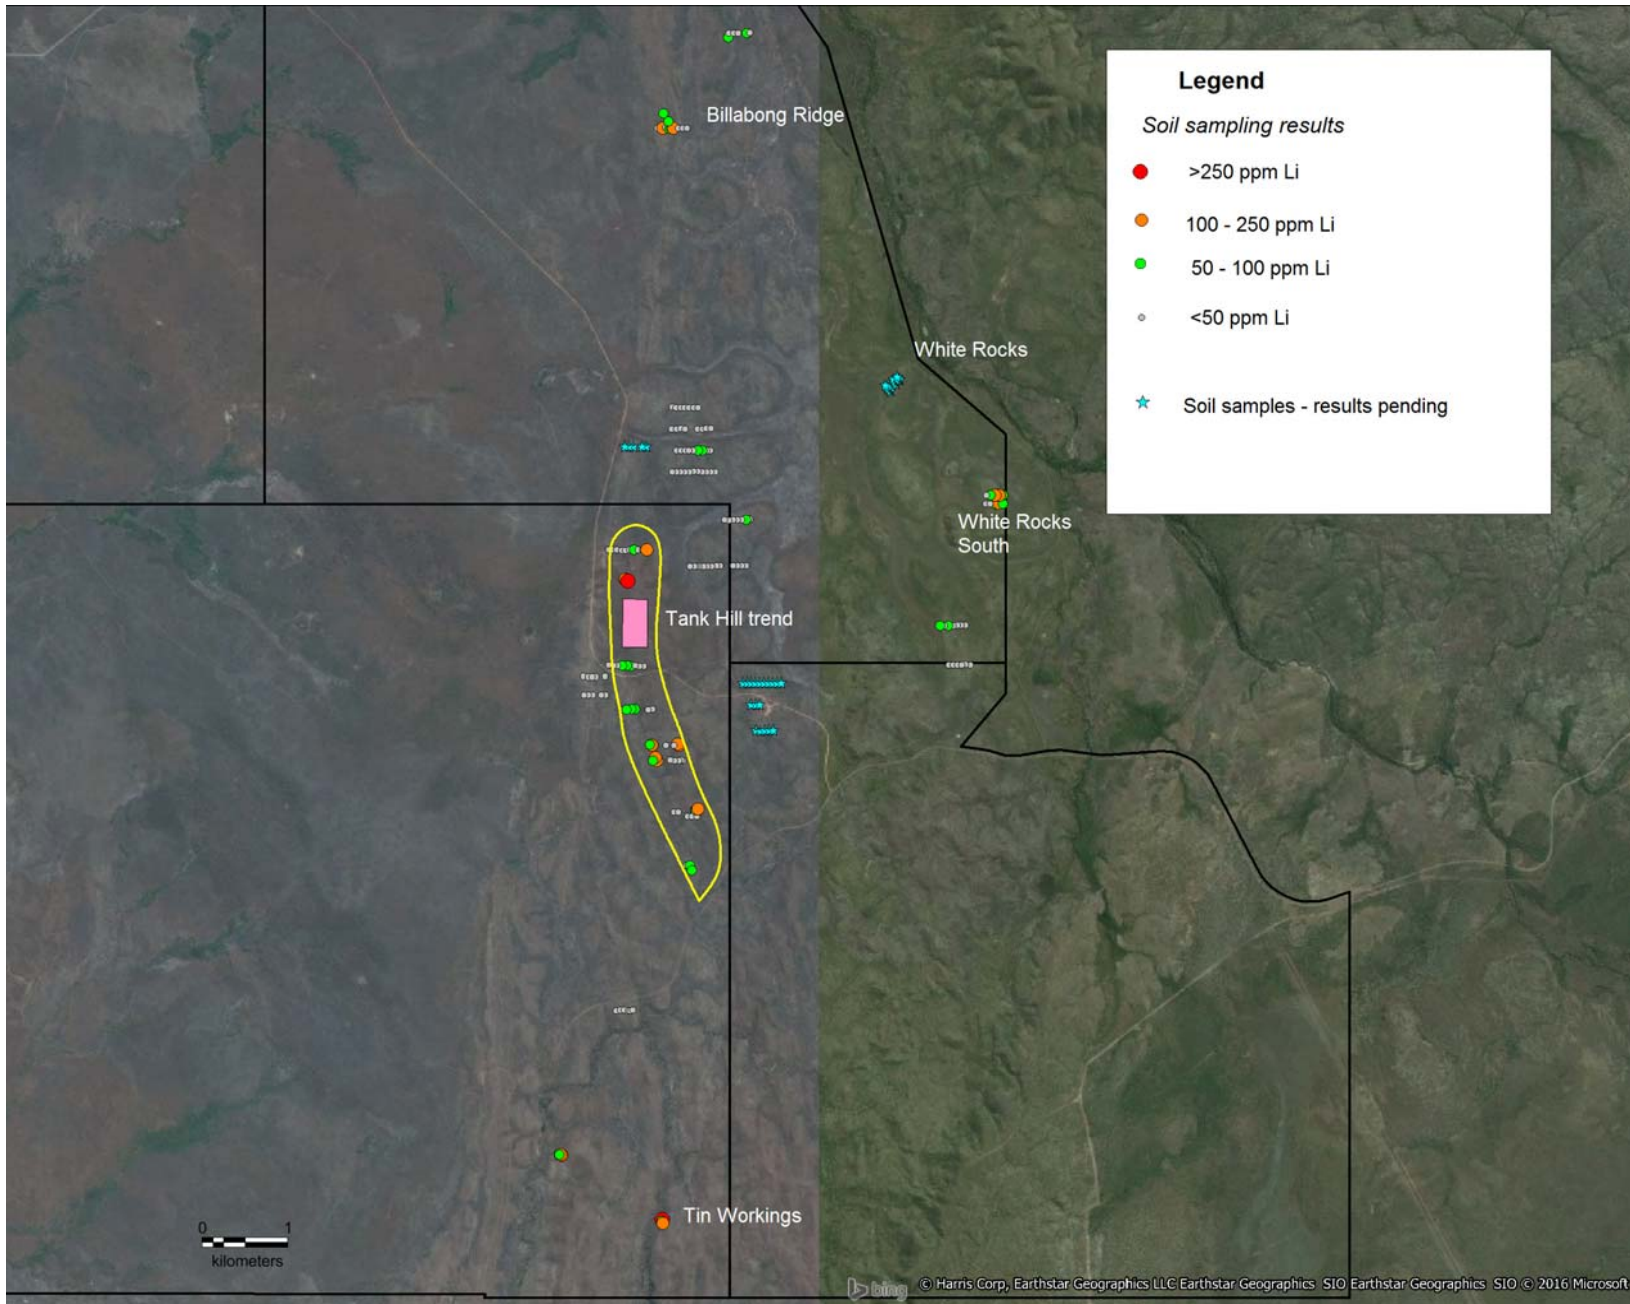 Billabong Ridge
Legend
Soil sampling results
>250 ppm Li
100 - 250 ppm Li
50 - 100 ppm Li
<50 ppm Li
Soil samples - results pending
White Rocks
White Rocks
South
Tank Hill trend
Tin Workings
0 1
kilometers
bing
© Harris Corp, Earthstar Geographics LLC Earthstar Geographics SIO Earthstar Geographics SIO © 2016 Microsoft